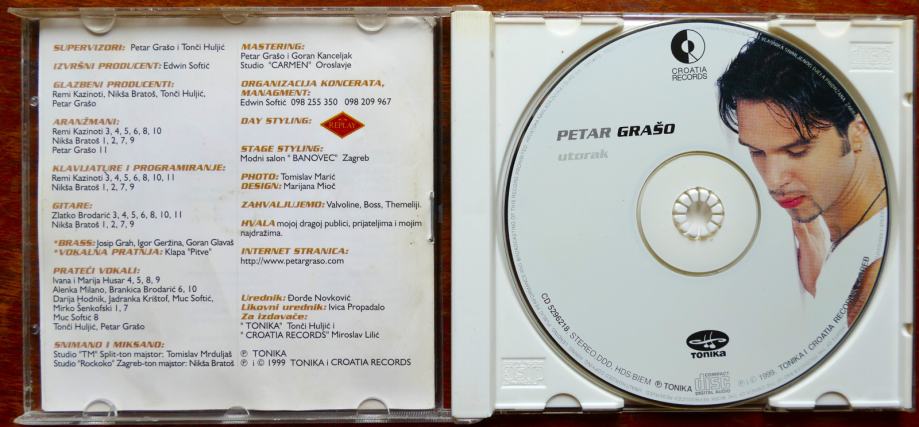 SUPERVIZORI: Petar Grašo i Tonči Huljić
IZVRŠNI PRODUCENT: Edwin Softić
GLAZBENI PRODUCENTI:
Remi Kazinoti, Nikša Bratoš, Tonči Huljić,
Petar Grašo
ARANŽMANI:
Remi Kazinoti 3, 4, 5, 6, 8, 10
Nikša Bratoš 1, 2, 7, 9
Petar Grašo 11
KLAVIJATURE I PROGRAMIRANJE:
Remi Kazinoti 3, 4, 5, 6, 8, 10, 11
Nikša Bratoš 1, 2, 7, 9
GITARE:
Zlatko Brodarić 3, 4, 5, 6, 8, 10, 11
Nikša Bratoš 1, 2, 7, 9
*BRASS: Josip Grah, Igor Geržina, Goran Glavaš
*VOKALNA PRATNJA: Klapa "Pitve"
PRATEĆI VOKALI:
Ivana i Marija Husar 4, 5, 8, 9
Alenka Milano, Brankica Brodarić 6, 10
Darija Hodnik, Jadranka Krištof, Muc Softić,
Mirko Senkofski 1, 7
Muc Softić 8
Tonči Huljić, Petar Grašo
SNIMANO I MIKSANO:
Studio "TM" Split-ton majstor: Tomislav Mrduljaš
Studio "Rockoko" Zagreb-ton majstor: Nikša Bratoš
MASTERING:
Petar Grašo i Goran Kanceljak
Studio "CARMEN" Oroslavje
ORGANIZACIJA KONCERATA,
MANAGMENT:
Edwin Softić 098 255 350 098 209 967
DAY STYLING:
REPLAY
STAGE STYLING:
Modni salon " BANOVEC" Zagreb
PHOTO: Tomislav Marić
DESIGN: Marijana Mioč
ZAHVALJUJEMO: Valvoline, Boss, Themeliji.
HVALA mojoj dragoj publici, prijateljima i mojim
najdražima.
INTERNET STRANICA:
http://www.petargraso.com
Urednik: Đorđe Novković
Likovni urednik: Ivica Propadalo
Za izdavače:
" TONIKA" Tonči Huljić i
" CROATIA RECORDS" Miroslav Lilić
℗ TONIKA
℗ i © 1999 TONIKA i CROATIA RECORDS
CROATIA
RECORDS
PETAR GRAŠO
utorak
CD 5296218. STEREO, DDD, HDS-BIEM ℗ TONIKA
tonika
COMPACT
disc
DIGITAL AUDIO
℗ i © 1999. TONIKA I CROATIA RECORDS